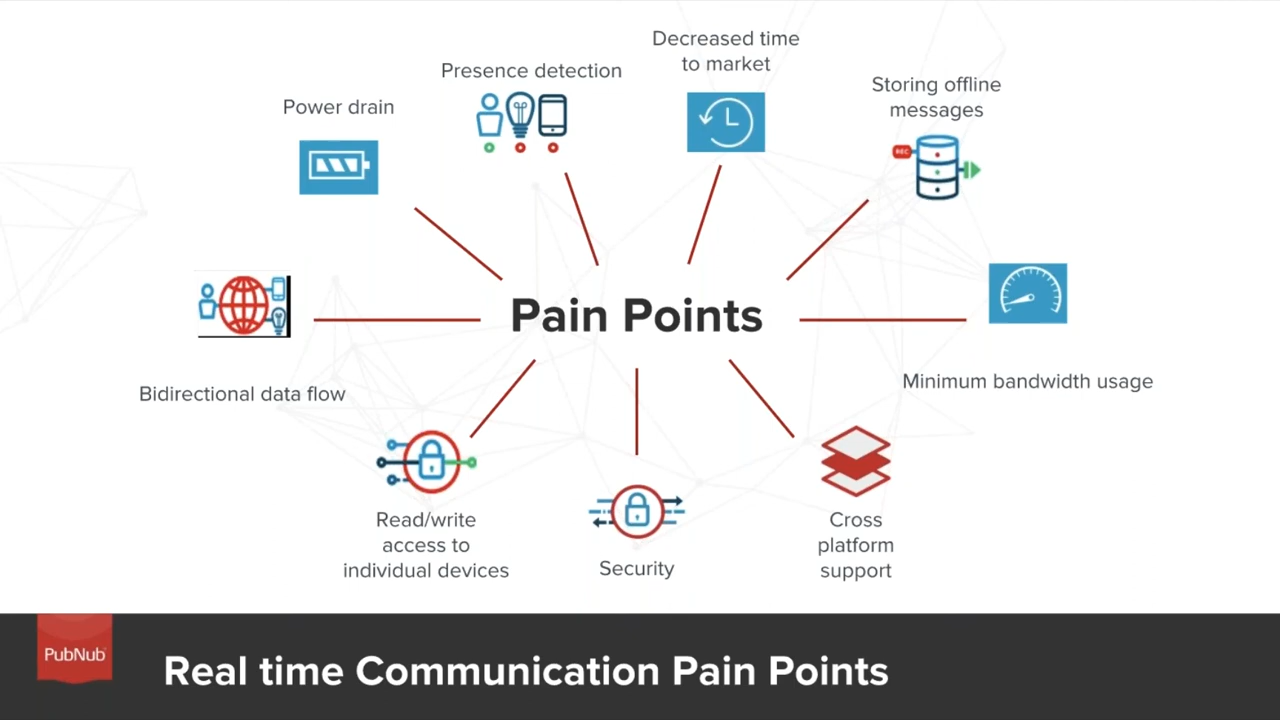 Decreased time
to market
Presence detection
Storing offline
messages
Power drain
REC
Pain Points
Minimum bandwidth usage
Bidirectional data flow
Read/write
access to
individual devices
Security
Cross
platform
support
PubNub
Real time Communication Pain Points